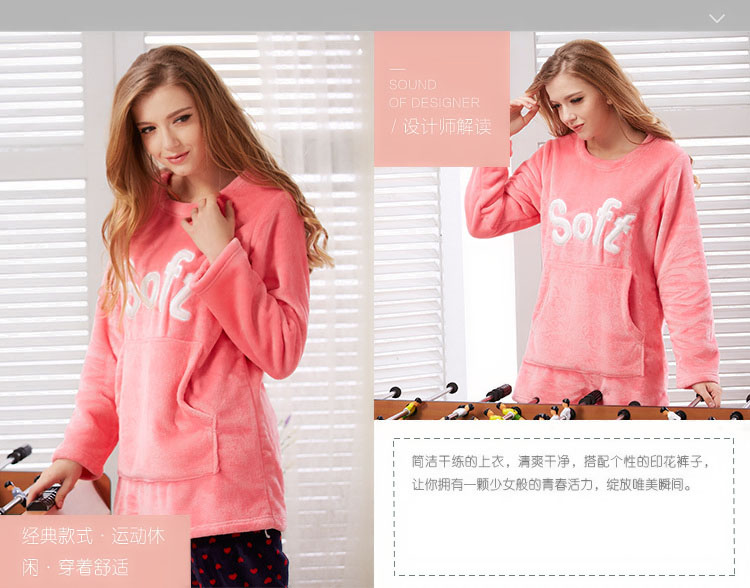 SOUND
OF DESIGNER
/ 设计师解读
Soft
Soft
经典款式·运动休
闲·穿着舒适
简洁干练的上衣，清爽干净，搭配个性的印花裤子，
让你拥有一颗少女般的青春活力，绽放唯美瞬间。